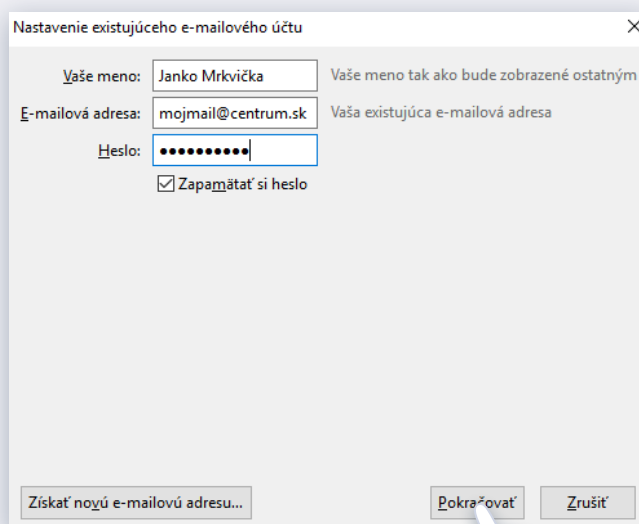 Nastavenie existujúceho e-mailového účtu
Vaše meno: Janko Mrkvička Vaše meno tak ako bude zobrazené ostatným
E-mailová adresa: mojmail@centrum.sk Vaša existujúca e-mailová adresa
Heslo: ●●●●●●●●●●
Zapamätať si heslo
Získať novú e-mailovú adresu... Pokračovať Zrušiť